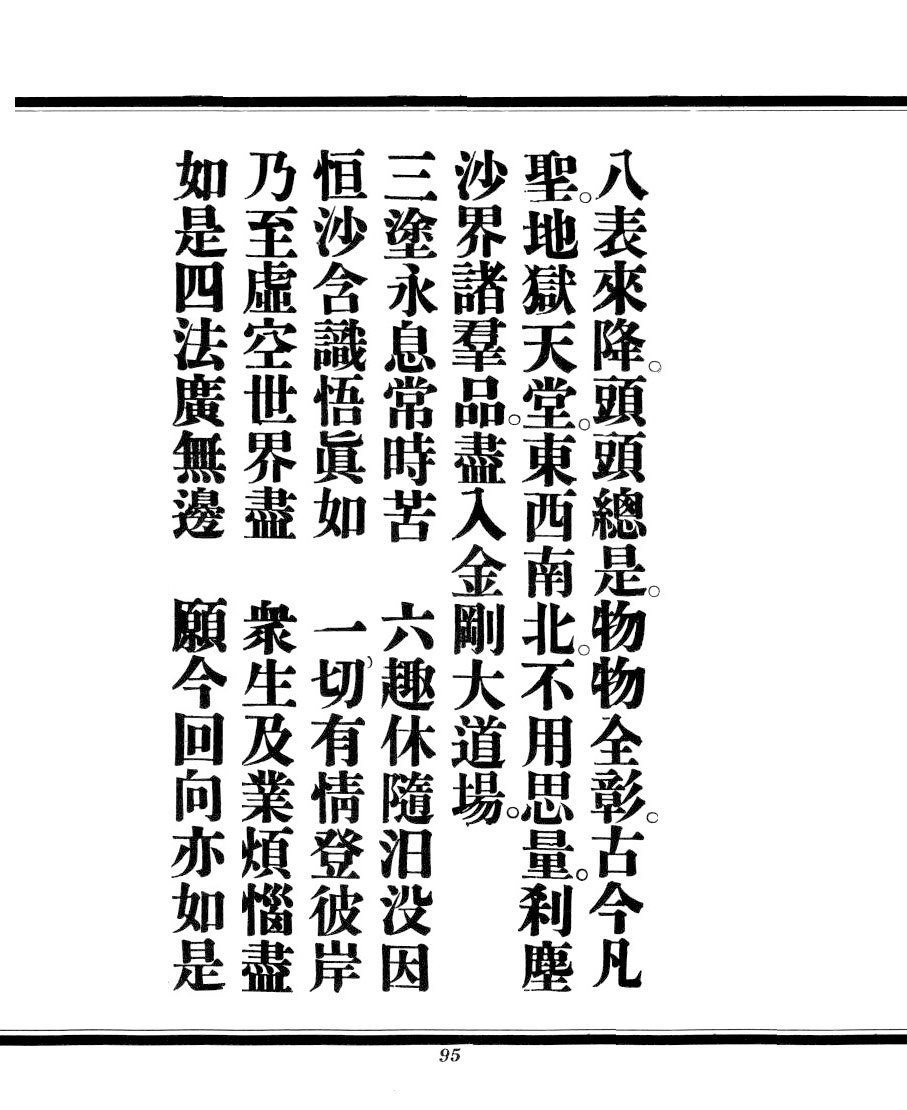 八表來降。頭頭總是。物物全彰。古今凡
聖。地獄天堂。東西南北。不用思量。刹塵
沙界諸羣品。盡入金剛大道場。
三塗永息常時苦　六趣休隨汨没因
恒沙含識悟眞如　一切有情登彼岸
乃至虛空世界盡　衆生及業煩惱盡
如是四法廣無邊　願今回向亦如是
95